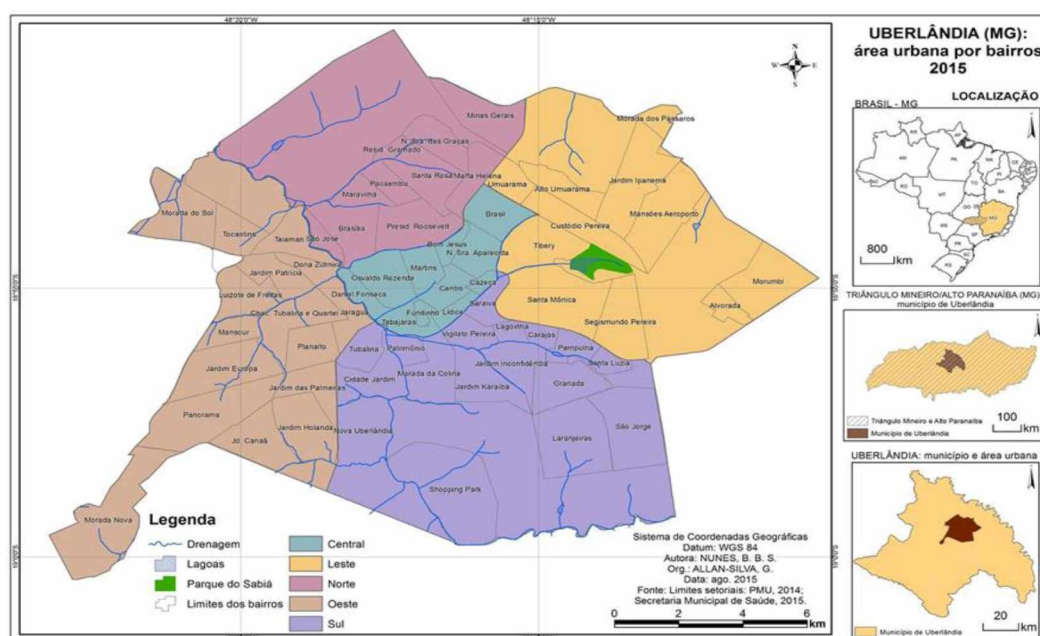 48°20'0"W
48°10'0"W
UBERLÂNDIA (MG):
área urbana por bairros
2015
LOCALIZAÇÃO
BRASIL - MG
800
km
TRIÂNGULO MINEIRO/ALTO PARANAÍBA (MG)
município de Uberlândia
Triângulo Mineiro e Alto Paranaíba
Município de Uberlândia
100
km
UBERLÂNDIA: município e área urbana
20
km
Município de Uberlândia
Minas Gerais
Morada dos Pássaros
N. Sra. das Graças
Resid. Gramado
Santa Rosa
Marta Helena
Pacaembu
Maravilha
Umuarama
Alto Umuarama
Jardim Ipanema
Mansões Aeroporto
Morada do Sol
Tocantins
Taiaman
São José
Brasília
Presid. Roosevelt
Brasil
Custódio Pereira
Bom Jesus
N. Sra. Aparecida
Tibery
Dona Zulmira
Jardim Patrícia
Osvaldo Rezende
Martins
Cazeca
Centro
Morumbi
Luizote de Freitas
Daniel Fonseca
Saraiva
Santa Mônica
Alvorada
Chác. Tubalina e Quartel
Jaraguá
Fundinho
Lídice
Tabajaras
Segismundo Pereira
Mansour
Lagoinha
Vigilato Pereira
Carajás
Planalto
Tubalina
Patrimônio
Pampulha
Jardim Europa
Cidade Jardim
Morada da Colina
Jardim Inconfidência
Santa Luzia
Jardim das Palmeiras
Jardim Karaíba
Granada
Panorama
Jardim Holanda
Nova Uberlândia
São Jorge
Jd. Canaã
Laranjeiras
Shopping Park
Morada Nova
Legenda
Drenagem
Lagoas
Parque do Sabiá
Limites dos bairros
Central
Leste
Norte
Oeste
Sul
Sistema de Coordenadas Geográficas
Datum: WGS 84
Autora: NUNES, B. B. S.
Org.: ALLAN-SILVA, G.
Data: ago. 2015
Fonte: Limites setoriais: PMU, 2014;
Secretaria Municipal de Saúde, 2015.
0 2 4 6
km